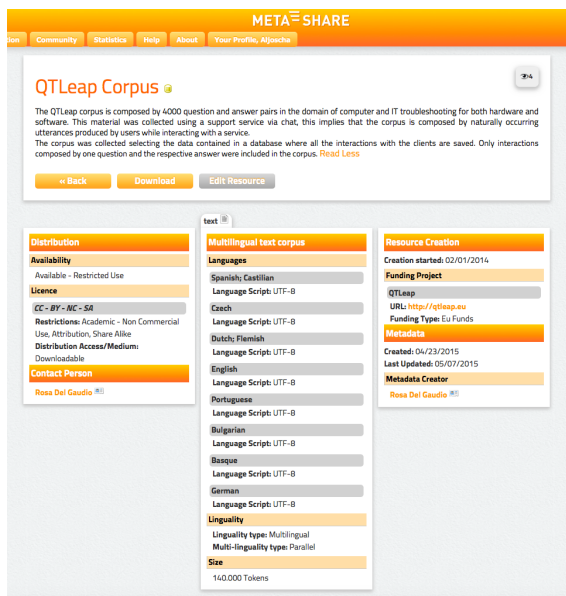 META SHARE
tion Community Statistics Help About Your Profile, Aljoscha
QTLeap Corpus
4
The QTLeap corpus is composed by 4000 question and answer pairs in the domain of computer and IT troubleshooting for both hardware and
software. This material was collected using a support service via chat, this implies that the corpus is composed by naturally occurring
utterances produced by users while interacting with a service.
The corpus was collected selecting the data contained in a database where all the interactions with the clients are saved. Only interactions
composed by one question and the respective answer were included in the corpus. Read Less
« Back Download Edit Resource
text
Distribution
Availability
Available - Restricted Use
Licence
CC - BY - NC - SA
Restrictions: Academic - Non Commercial
Use, Attribution, Share Alike
Distribution Access/Medium:
Downloadable
Contact Person
Rosa Del Gaudio
Multilingual text corpus
Languages
Spanish; Castilian
Language Script: UTF-8
Czech
Language Script: UTF-8
Dutch; Flemish
Language Script: UTF-8
English
Language Script: UTF-8
Portuguese
Language Script: UTF-8
Bulgarian
Language Script: UTF-8
Basque
Language Script: UTF-8
German
Language Script: UTF-8
Linguality
Linguality type: Multilingual
Multi-linguality type: Parallel
Size
140.000 Tokens
Resource Creation
Creation started: 02/01/2014
Funding Project
QTLeap
URL: http://qtleap.eu
Funding Type: Eu Funds
Metadata
Created: 04/23/2015
Last Updated: 05/07/2015
Metadata Creator
Rosa Del Gaudio